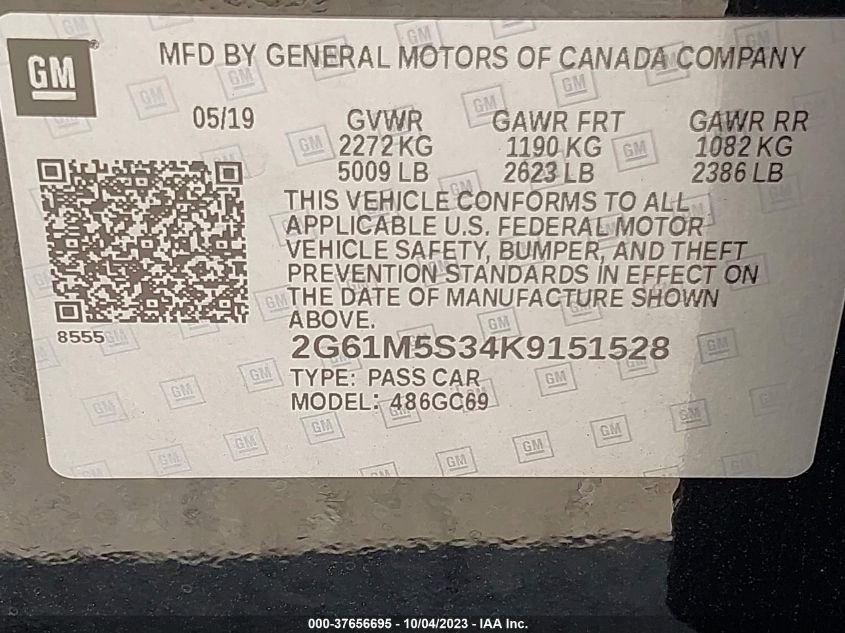 GM ®
MFD BY GENERAL MOTORS OF CANADA COMPANY
05/19 GVWR GAWR FRT GAWR RR
2272 KG 1190 KG 1082 KG
5009 LB 2623 LB 2386 LB
THIS VEHICLE CONFORMS TO ALL
APPLICABLE U.S. FEDERAL MOTOR
VEHICLE SAFETY, BUMPER, AND THEFT
PREVENTION STANDARDS IN EFFECT ON
THE DATE OF MANUFACTURE SHOWN
ABOVE.
8555
2G61M5S34K9151528
TYPE: PASS CAR
MODEL: 486GC69
000-37656695 - 10/04/2023 - IAA Inc.